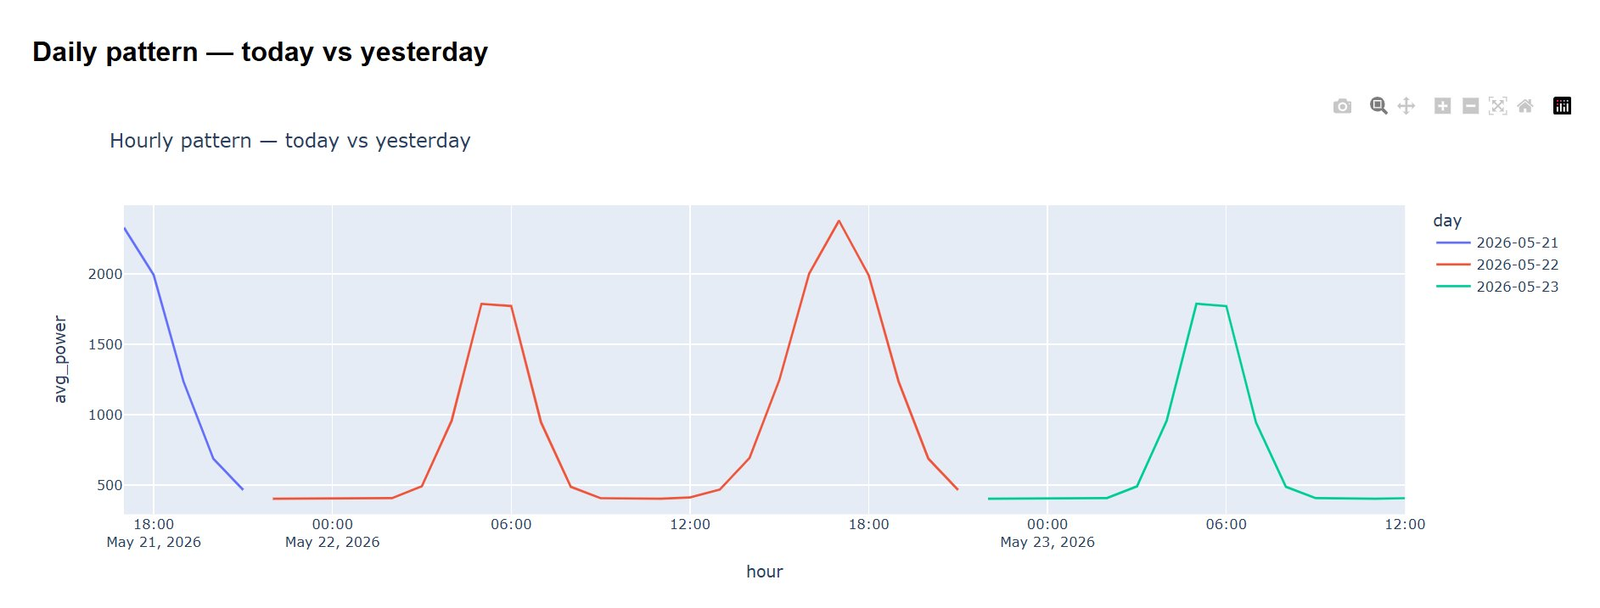 Daily pattern — today vs yesterday
Hourly pattern — today vs yesterday
day
2026-05-21
2026-05-22
2026-05-23
avg_power
2000
1500
1000
500
18:00
May 21, 2026
00:00
May 22, 2026
06:00
12:00
18:00
00:00
May 23, 2026
06:00
12:00
hour